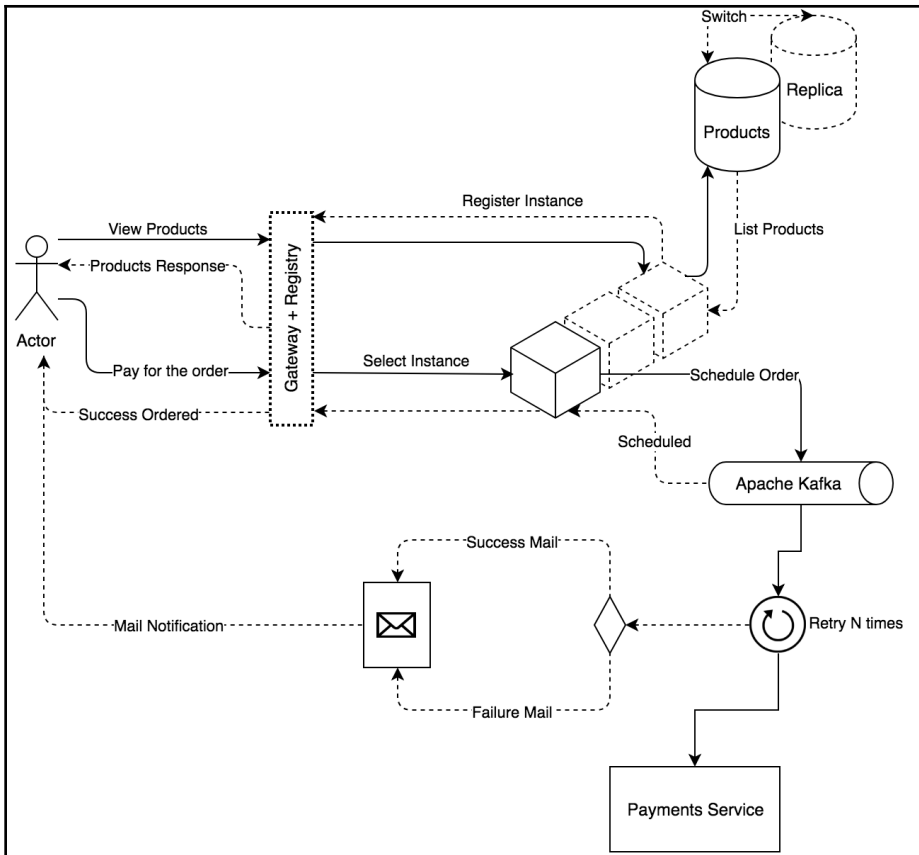 Switch
Replica
Products
Register Instance
View Products
List Products
Products Response
Gateway + Registry
Actor
Pay for the order
Select Instance
Schedule Order
Success Ordered
Scheduled
Apache Kafka
Success Mail
Mail Notification
Retry N times
Failure Mail
Payments Service